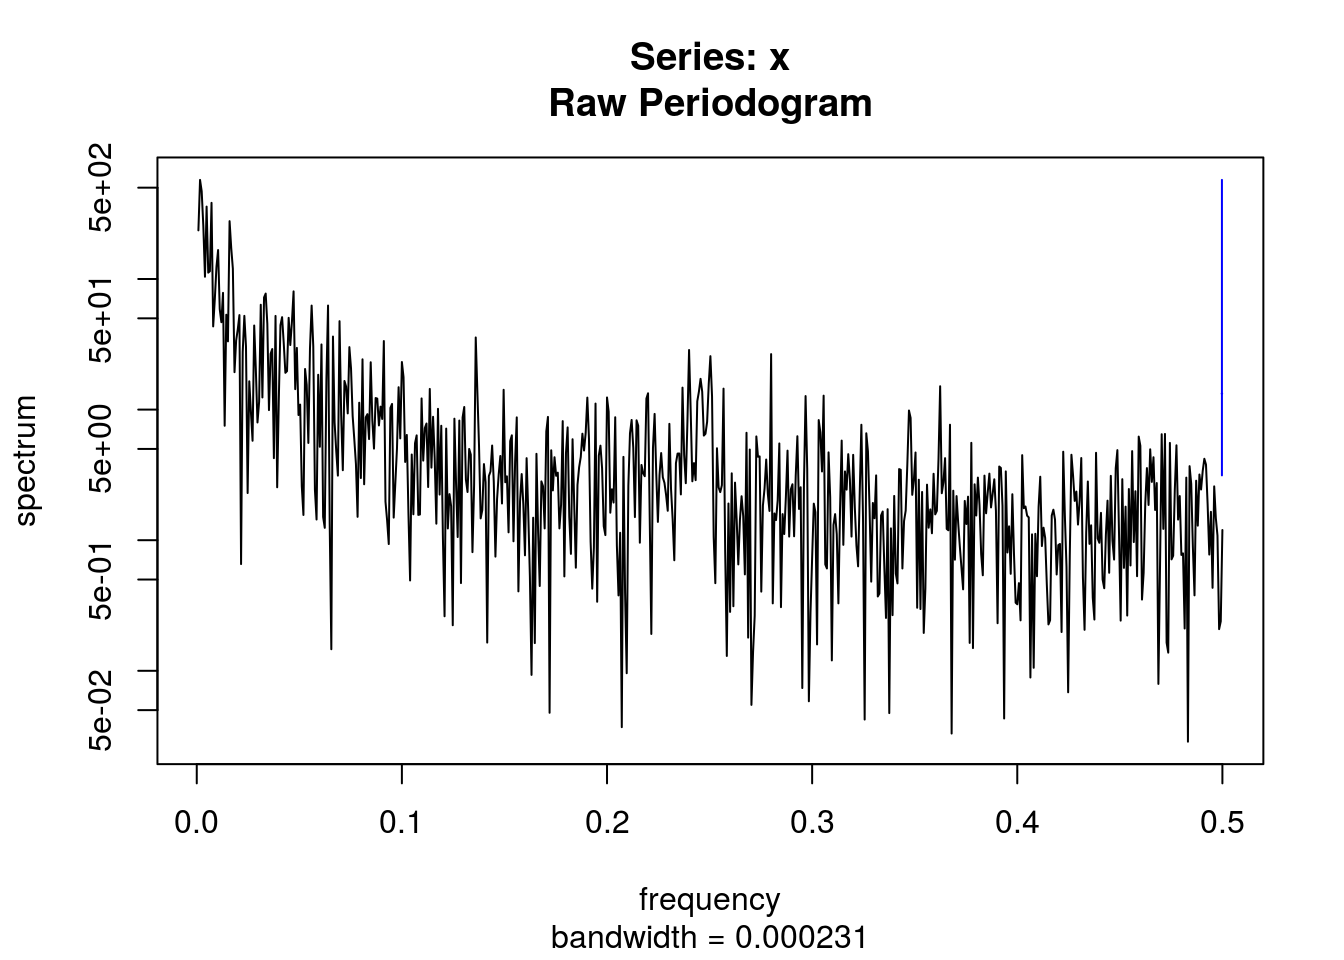 Series: x
Raw Periodogram
spectrum
5e+02
5e+01
5e+00
5e-01
5e-02
0.0 0.1 0.2 0.3 0.4 0.5
frequency
bandwidth = 0.000231